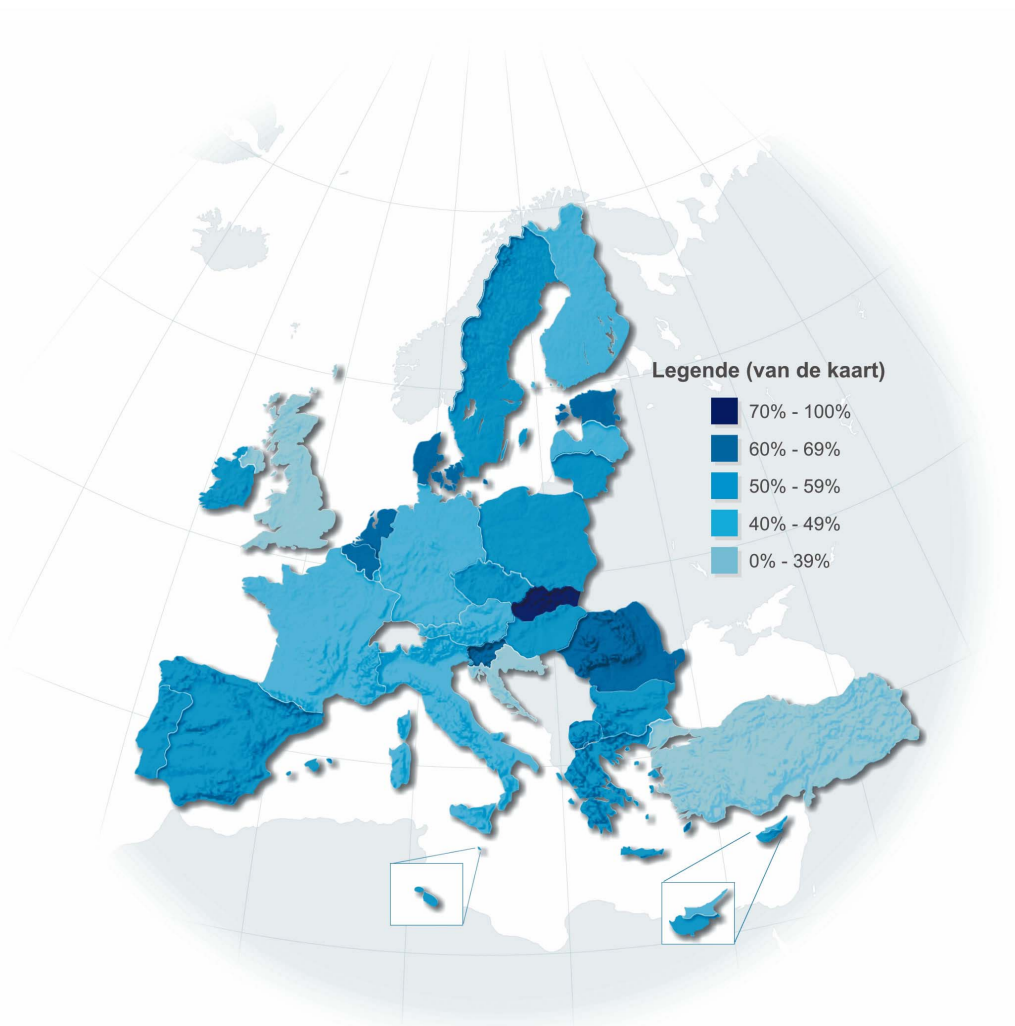 Legende (van de kaart)
70% - 100%
60% - 69%
50% - 59%
40% - 49%
0% - 39%